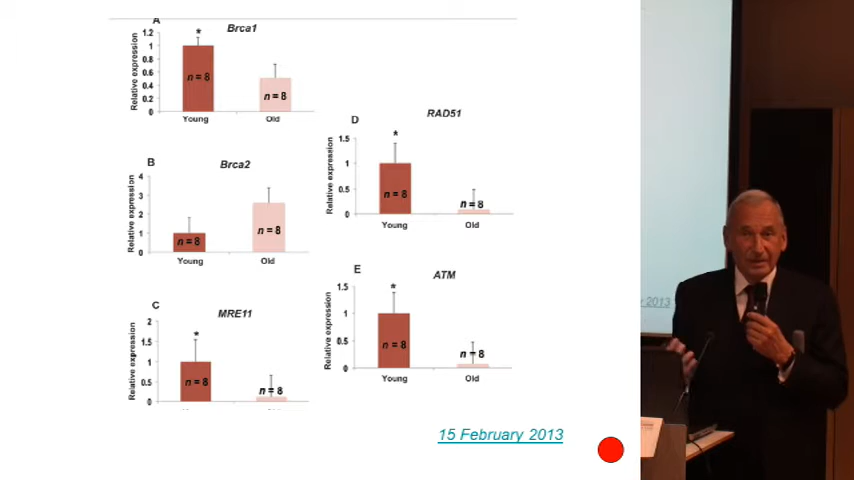 A
Brca1
Relative expression
1.2
1
0.8
0.6
0.4
0.2
0
*
n = 8
n = 8
Young
Old
B
Brca2
Relative expression
4
3
2
1
0
n = 8
n = 8
Young
Old
C
MRE11
Relative expression
2
1.5
1
0.5
0
*
n = 8
n = 8
D
RAD51
Relative expression
1.5
1
0.5
0
*
n = 8
n = 8
Young
Old
E
ATM
Relative expression
1.5
1
0.5
0
*
n = 8
n = 8
Young
Old
15 February 2013
2013